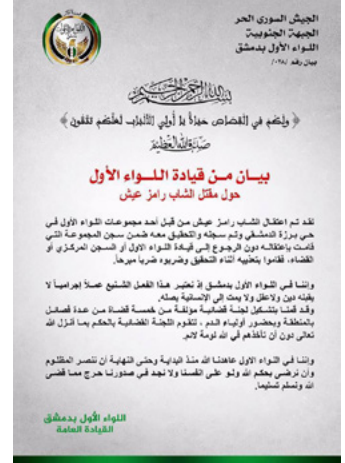 الجيش السوري الحر
الجبهة الجنوبية
اللواء الأول بدمشق
بسم الله الرحمن الرحيم
﴿ ولكم في القصاص حياة يا أولي الألباب لعلكم تتقون ﴾
صدق الله العظيم
بيان من قيادة اللواء الأول
حول مقتل الشاب رامز عيش
لقد تم اعتقال الشاب رامز عيش من قبل أحد مجموعات اللواء الأول في
حي برزة الدمشقي وتم سجنه والتحقيق معه ضمن سجن المجموعة التي
قامت بإعتقاله دون الرجوع إلى قيادة اللواء الاول أو السجن المركزي أو
القضاء، فقاموا بتعذيبه أثناء التحقيق وضربوه ضرباً مبرحاً.
وإننا في اللواء الأول بدمشق إذ نعتبر هذا الفعل الشنيع عملاً إجرامياً لا
يقبله دين ولاعقل ولا يمت إلى الإنسانية بصله.
وقد قمنا بتشكيل لجنة قضائية مؤلفة من خمسة قضاة من عدة فصائل
بالمنطقة وبحضور أولياء الدم ، لتقوم اللجنة القضائية بالحكم بما أنزل الله
تعالى دون أن تأخذهم في الله لومة لائم.
وإننا في اللواء الاول عاهدنا الله منذ البداية وحتى النهاية أن ننصر المظلوم
وأن نرضى بحكم الله ولو على أنفسنا ولا نجد في صدورنا حرج مما قضى
الله ونسلم تسليما.
اللواء الأول بدمشق
القيادة العامة